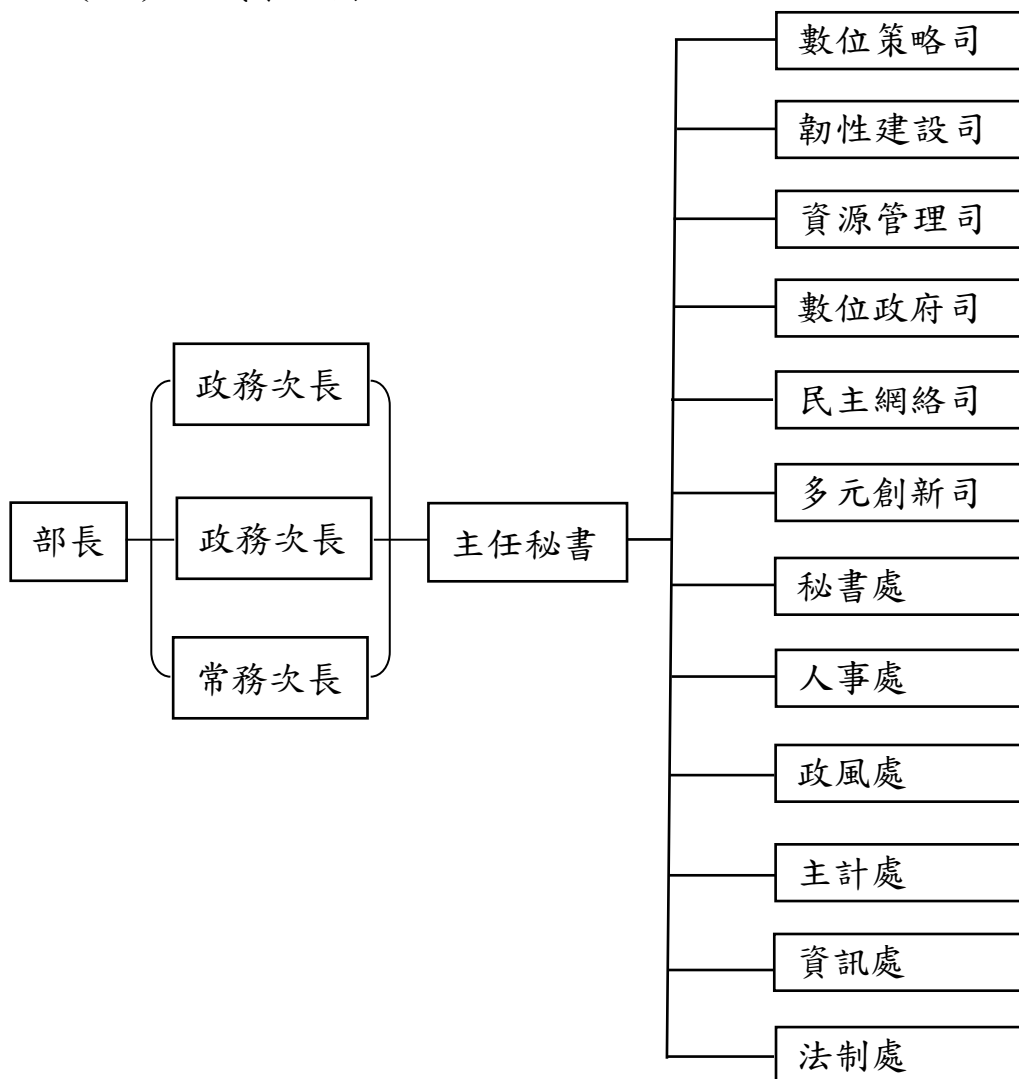 數位策略司
韌性建設司
資源管理司
數位政府司
民主網絡司
多元創新司
秘書處
人事處
政風處
主計處
資訊處
法制處
政務次長
部長
政務次長
主任秘書
常務次長